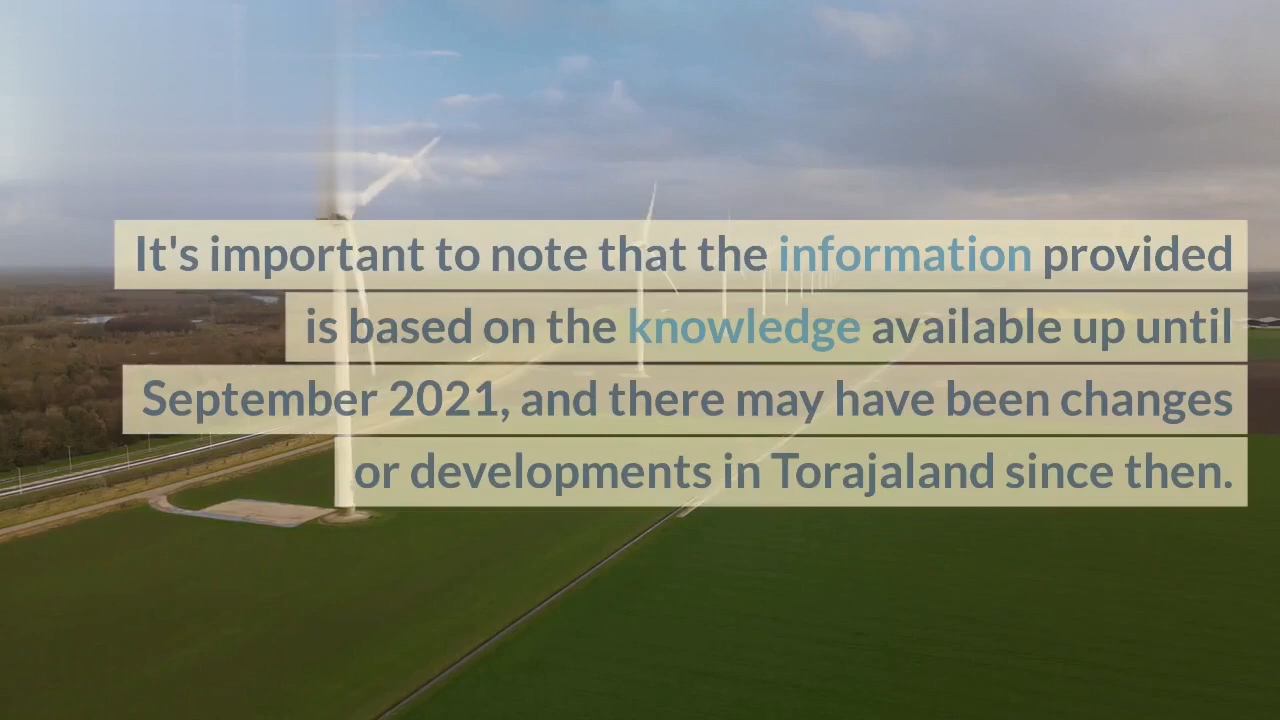 It's important to note that the information provided
is based on the knowledge available up until
September 2021, and there may have been changes
or developments in Torajaland since then.